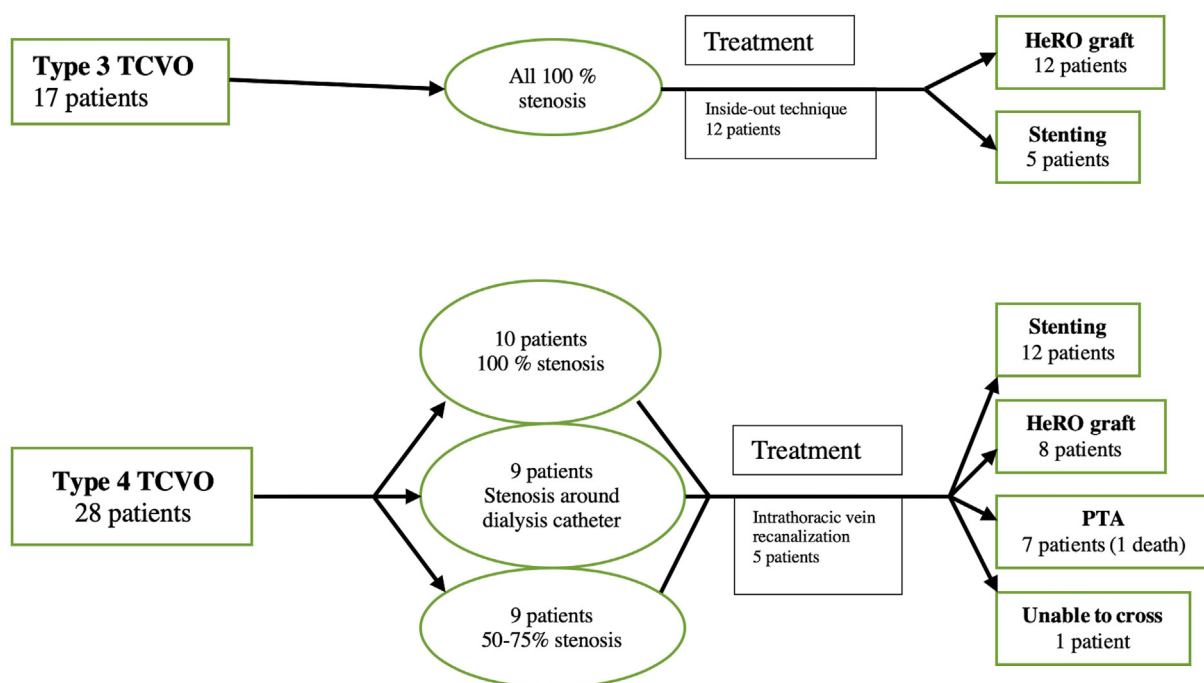 Type 3 TCVO
17 patients
All 100 %
stenosis
Treatment
Inside-out technique
12 patients
HeRO graft
12 patients
Stenting
5 patients
Type 4 TCVO
28 patients
10 patients
100 % stenosis
9 patients
Stenosis around
dialysis catheter
9 patients
50-75% stenosis
Treatment
Intrathoracic vein
recanalization
5 patients
Stenting
12 patients
HeRO graft
8 patients
PTA
7 patients (1 death)
Unable to cross
1 patient